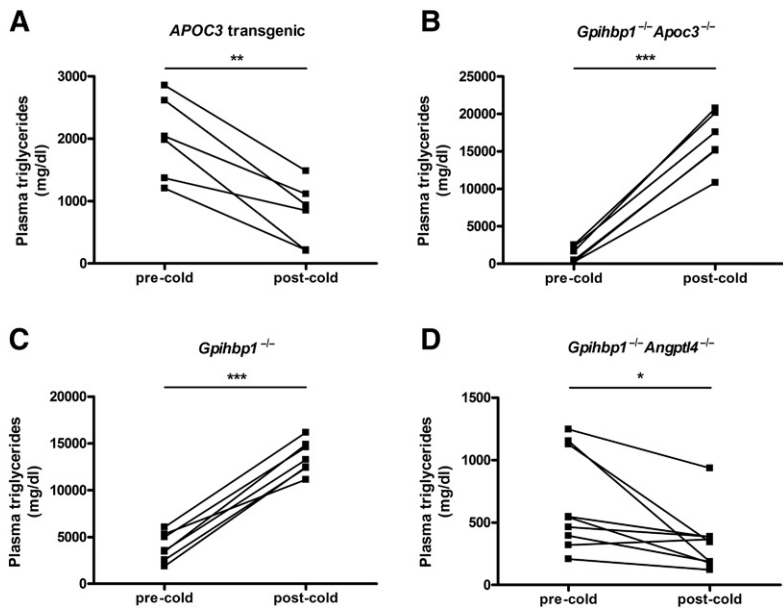 A
APOC3 transgenic
**
3000
2000
1000
0
Plasma triglycerides
(mg/dl)
pre-cold
post-cold
B
Gpihbp1⁻/⁻Apoc3⁻/⁻
***
25000
20000
15000
10000
5000
0
Plasma triglycerides
(mg/dl)
pre-cold
post-cold
C
Gpihbp1⁻/⁻
***
20000
15000
10000
5000
0
Plasma triglycerides
(mg/dl)
pre-cold
post-cold
D
Gpihbp1⁻/⁻Angptl4⁻/⁻
*
1500
1000
500
0
Plasma triglycerides
(mg/dl)
pre-cold
post-cold